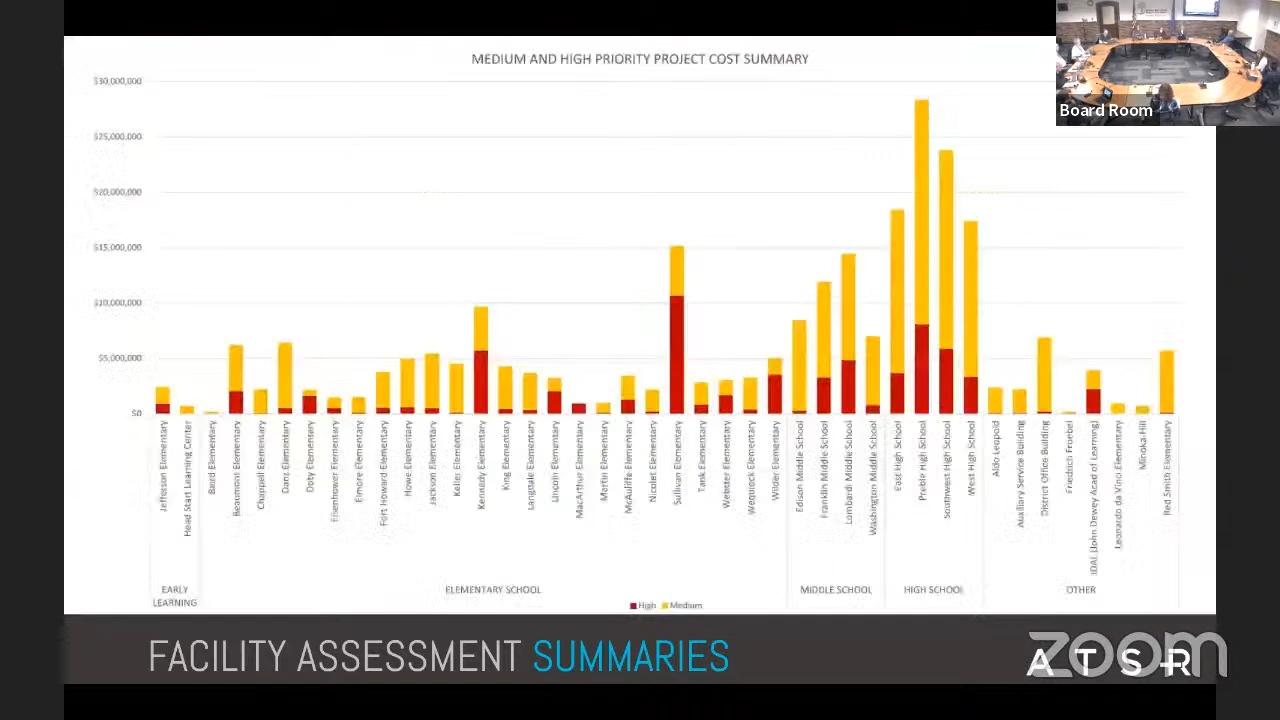 MEDIUM AND HIGH PRIORITY PROJECT COST SUMMARY
$30,000,000
$25,000,000
$20,000,000
$15,000,000
$10,000,000
$5,000,000
$0
Jefferson Elementary
Head Start Learning Center
Baird Elementary
Beaumont Elementary
Chappell Elementary
Danz Elementary
Doty Elementary
Eisenhower Elementary
Elmore Elementary
Fort Howard Elementary
Howe Elementary
Jackson Elementary
Keller Elementary
Kennedy Elementary
King Elementary
Langlade Elementary
Lincoln Elementary
MacArthur Elementary
Martin Elementary
McAuliffe Elementary
Nicolet Elementary
Sullivan Elementary
Tank Elementary
Webster Elementary
Wequiock Elementary
Wilder Elementary
Edison Middle School
Franklin Middle School
Lombardi Middle School
Washington Middle School
East High School
Preble High School
Southwest High School
West High School
Aldo Leopold
Auxiliary Service Building
District Office Building
Friedrich Froebel
JDAL (John Dewey Acad of Learning)
Leonardo da Vinci Elementary
Minoka-Hill
Red Smith Elementary
EARLY
LEARNING
ELEMENTARY SCHOOL
MIDDLE SCHOOL
HIGH SCHOOL
OTHER
High Medium
Board Room
FACILITY ASSESSMENT SUMMARIES
ATSR
zoom